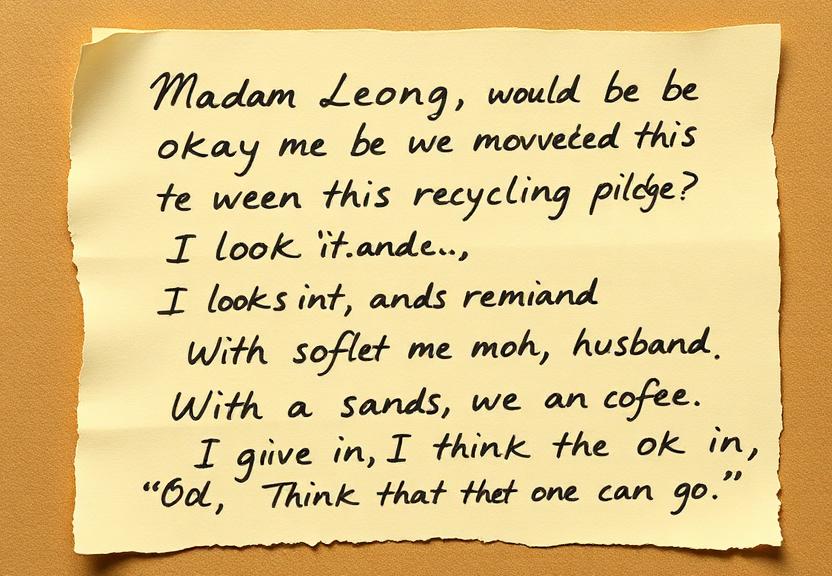 Madam Leong, would be be
okay me be we movvećed this
te ween this recycling pildge?
I look "it.ande..,
I looks int, ands remiand
With soflet me moh, husband.
With a sands, we an cofee.
I giive in, I think the ok in,
“Od, Think that thet one can go.”